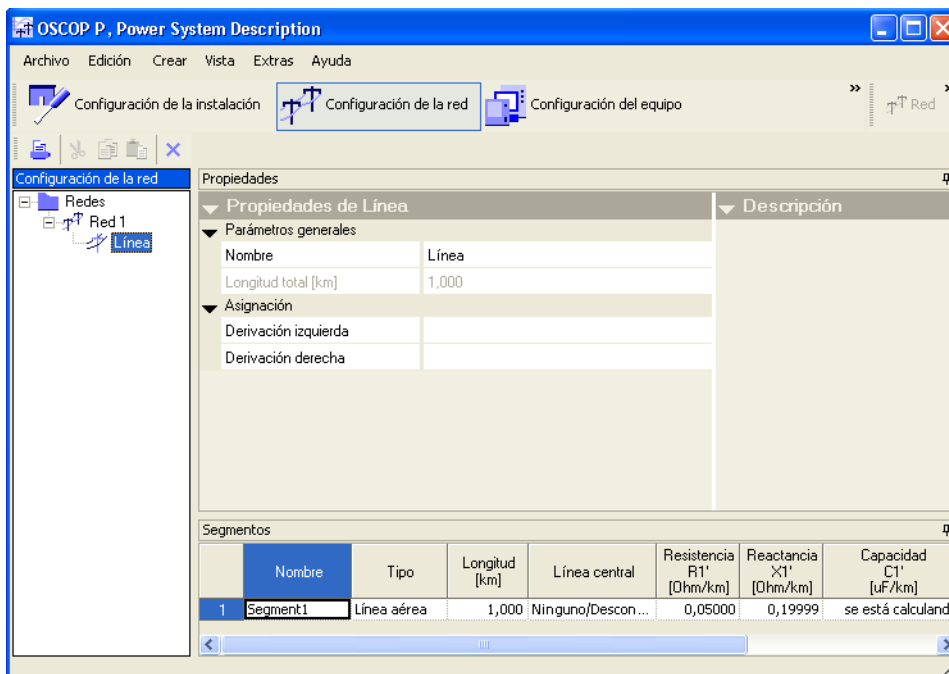 OSCOP P, Power System Description
Archivo Edición Crear Vista Extras Ayuda
Configuración de la instalación Configuración de la red Configuración del equipo » Red
Configuración de la red
Redes
Red 1
Línea
Propiedades
Propiedades de Línea
Descripción
Parámetros generales
Nombre Línea
Longitud total [km] 1,000
Asignación
Derivación izquierda
Derivación derecha
Segmentos
Nombre Tipo Longitud [km] Línea central Resistencia R1' [Ohm/km] Reactancia X1' [Ohm/km] Capacidad C1' [uF/km]
1 Segment1 Línea aérea 1,000 Ninguno/Descon... 0,05000 0,19999 se está calculand